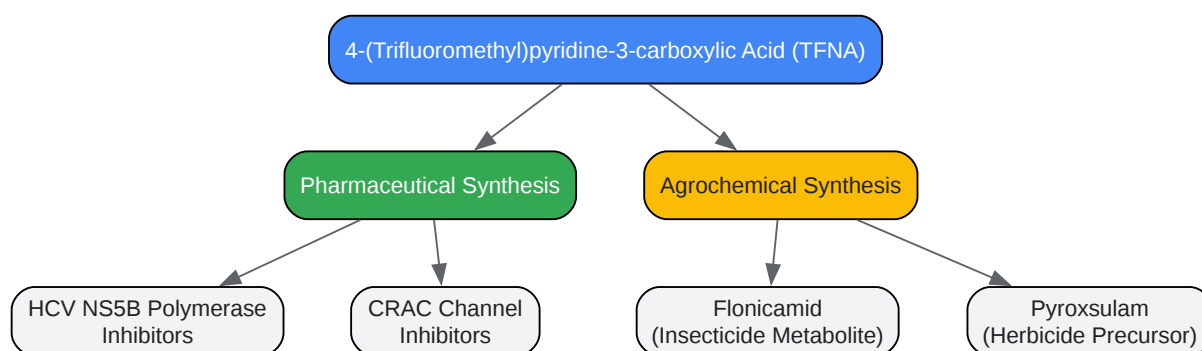 4-(Trifluoromethyl)pyridine-3-carboxylic Acid (TFNA)
Pharmaceutical Synthesis
Agrochemical Synthesis
HCV NS5B Polymerase
Inhibitors
CRAC Channel
Inhibitors
Flonicamid
(Insecticide Metabolite)
Pyroxsulam
(Herbicide Precursor)